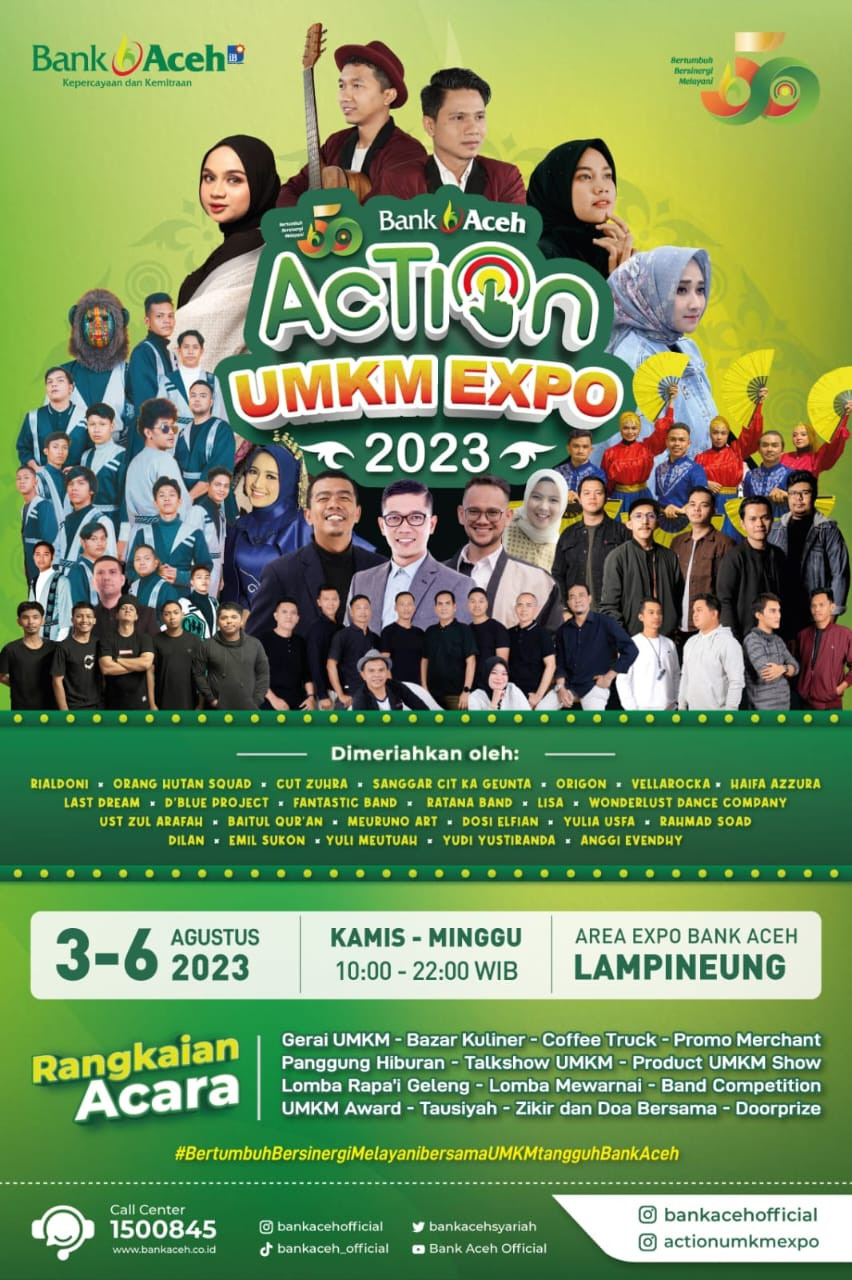 Bank Aceh iB
Kepercayaan dan Kemitraan
Bertumbuh
Bersinergi
Melayani
50
Bertumbuh
Bersinergi
Melayani
50
Bank Aceh
AcTIOn
UMKM EXPO
2023
Dimeriahkan oleh:
RIALDONI × ORANG HUTAN SQUAD × CUT ZUHRA × SANGGAR CIT KA GEUNTA × ORIGON × VELLAROCKA × HAIFA AZZURA
LAST DREAM × D'BLUE PROJECT × FANTASTIC BAND × RATANA BAND × LISA × WONDERLUST DANCE COMPANY
UST ZUL ARAFAH × BAITUL QUR'AN × MEURUNO ART × DOSI ELFIAN × YULIA USFA × RAHMAD SOAD
DILAN × EMIL SUKON × YULI MEUTUAH × YUDI YUSTIRANDA × ANGGI EVENDHY
3-6 AGUSTUS 2023
KAMIS - MINGGU
10:00 - 22:00 WIB
AREA EXPO BANK ACEH
LAMPINEUNG
Rangkaian
Acara
Gerai UMKM - Bazar Kuliner - Coffee Truck - Promo Merchant
Panggung Hiburan - Talkshow UMKM - Product UMKM Show
Lomba Rapa'i Geleng - Lomba Mewarnai - Band Competition
UMKM Award - Tausiyah - Zikir dan Doa Bersama - Doorprize
#BertumbuhBersinergiMelayanibersamaUMKMtangguhBankAceh
Call Center
1500845
www.bankaceh.co.id
bankacehofficial
bankaceh_official
bankacehsyariah
Bank Aceh Official
bankacehofficial
actionumkmexpo